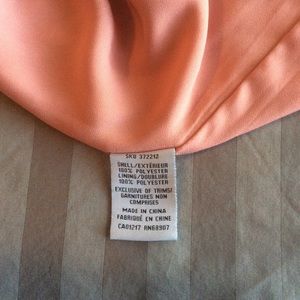 SKU 372212
SHELL/EXTÉRIEUR
100% POLYESTER
LINING/DOUBLURE
100% POLYESTER
EXCLUSIVE OF TRIMS/
GARNITURES NON
COMPRISES
MADE IN CHINA
FABRIQUÉ EN CHINE
CA01217 RN68907